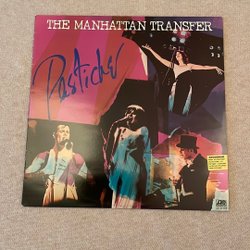 THE MANHATTAN TRANSFER
Pastiche